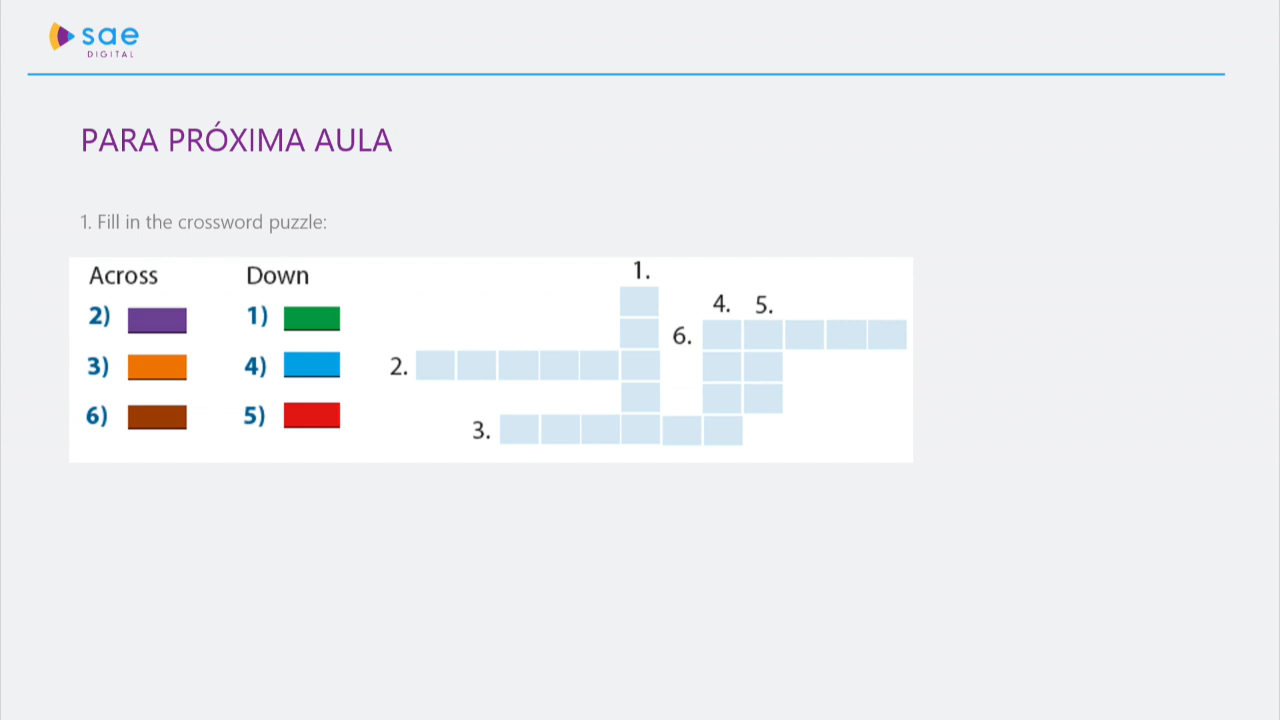 sae
DIGITAL
PARA PRÓXIMA AULA
1. Fill in the crossword puzzle:
Across
Down
2)
1)
3)
4)
6)
5)
1.
4. 5.
6.
2.
3.